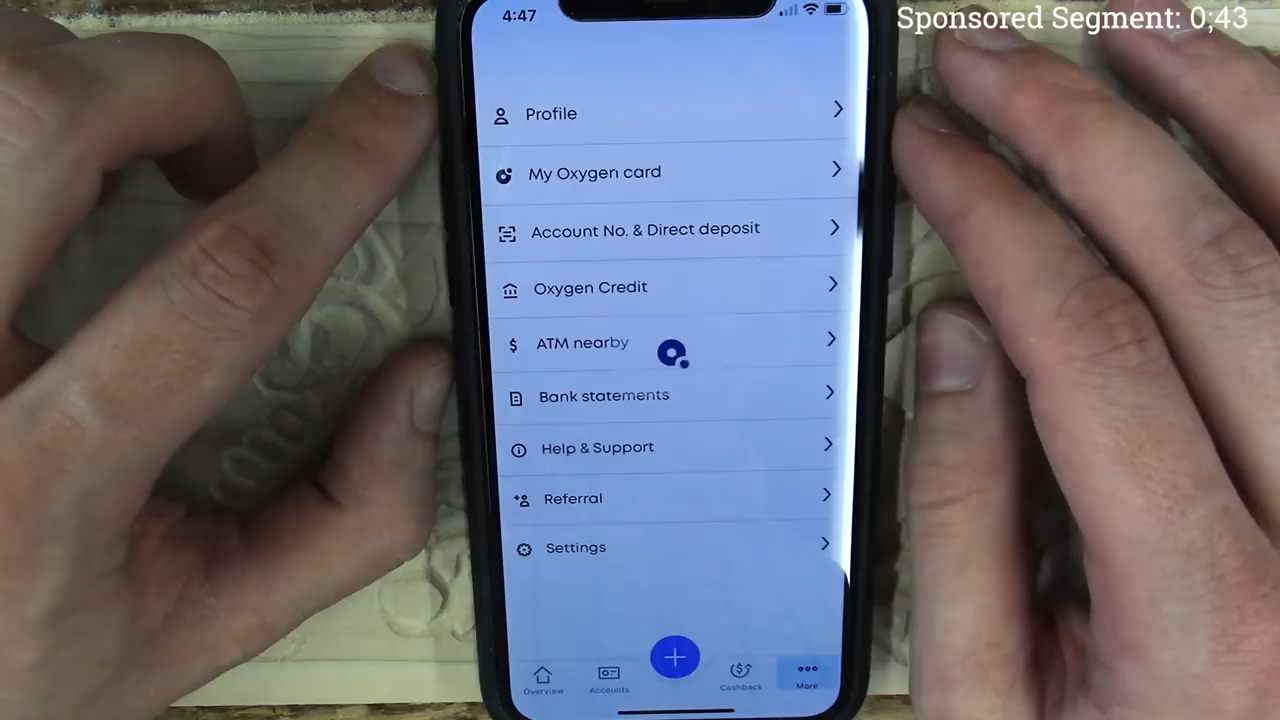 Sponsored Segment: 0;43
4:47
Profile
My Oxygen card
Account No. & Direct deposit
Oxygen Credit
ATM nearby
Bank statements
Help & Support
Referral
Settings
Overview
Accounts
Cashback
More